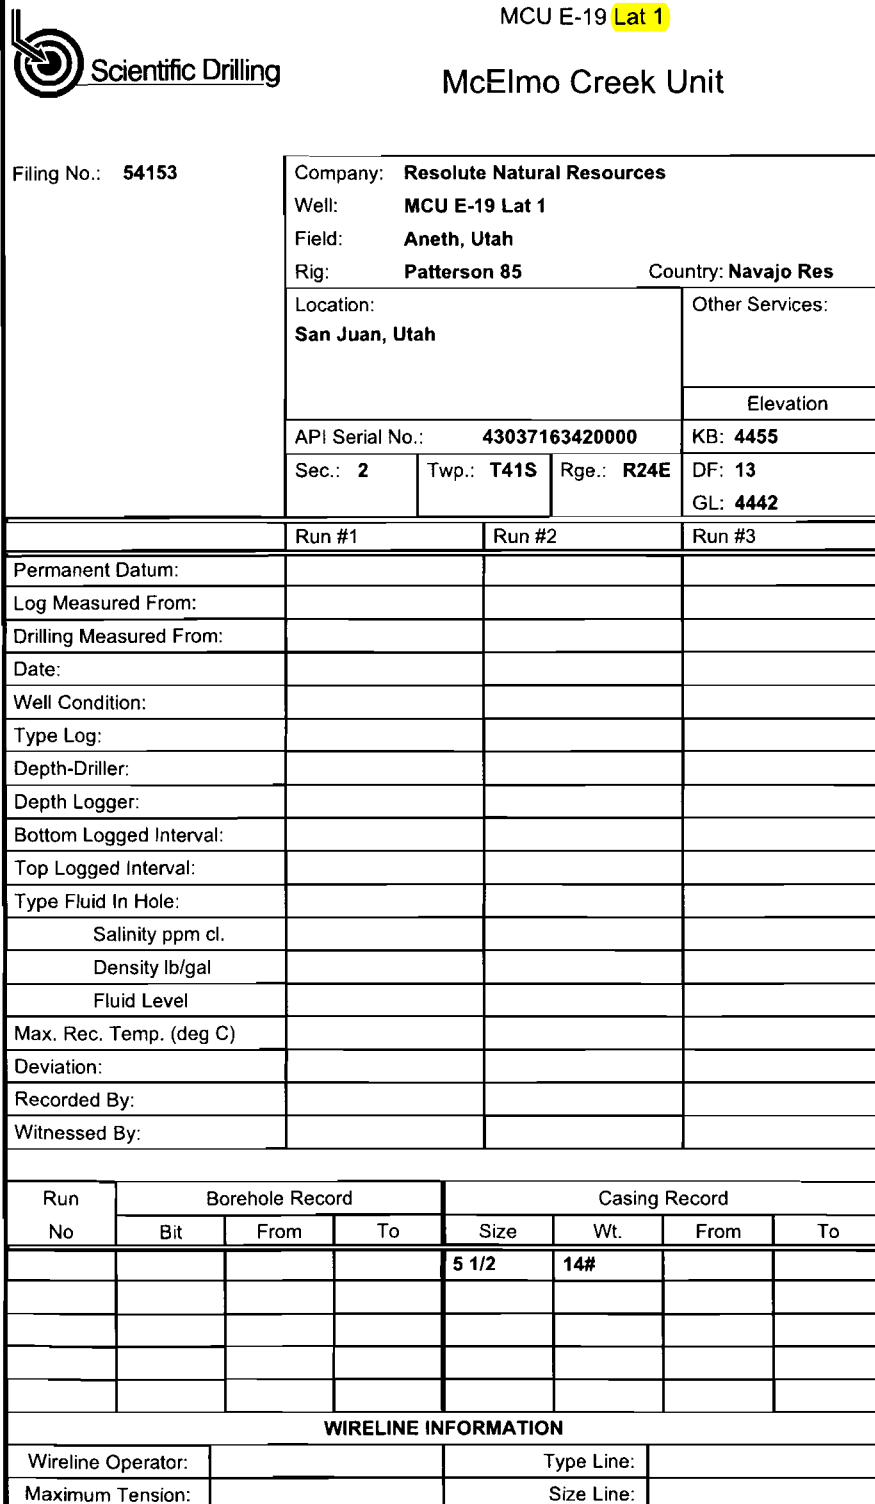 MCU E-19 Lat 1
Scientific Drilling
McElmo Creek Unit
Filing No.: 54153
Company: Resolute Natural Resources
Well: MCU E-19 Lat 1
Field: Aneth, Utah
Rig: Patterson 85 Country: Navajo Res
Location: Other Services:
San Juan, Utah
Elevation
API Serial No.: 43037163420000 KB: 4455
Sec.: 2 Twp.: T41S Rge.: R24E DF: 13
GL: 4442
Run #1 Run #2 Run #3
Permanent Datum:
Log Measured From:
Drilling Measured From:
Date:
Well Condition:
Type Log:
Depth-Driller:
Depth Logger:
Bottom Logged Interval:
Top Logged Interval:
Type Fluid In Hole:
Salinity ppm cl.
Density lb/gal
Fluid Level
Max. Rec. Temp. (deg C)
Deviation:
Recorded By:
Witnessed By:
Run Borehole Record Casing Record
No Bit From To Size Wt. From To
5 1/2 14#
WIRELINE INFORMATION
Wireline Operator: Type Line:
Maximum Tension: Size Line: